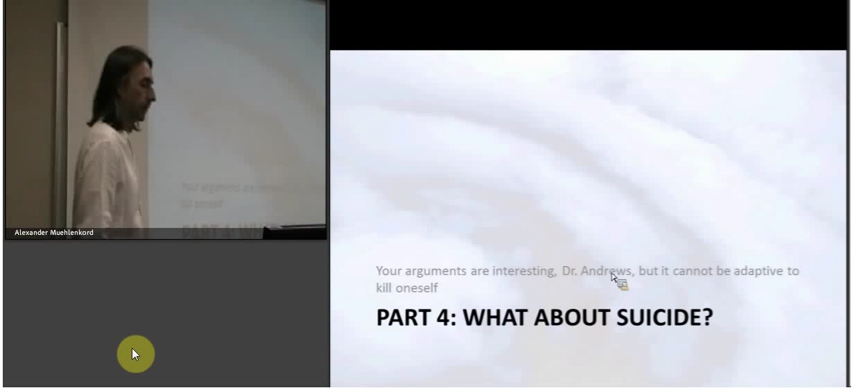 Alexander Muehlenkord
Your arguments are interesting, Dr. Andrews, but it cannot be adaptive to
kill oneself
PART 4: WHAT ABOUT SUICIDE?